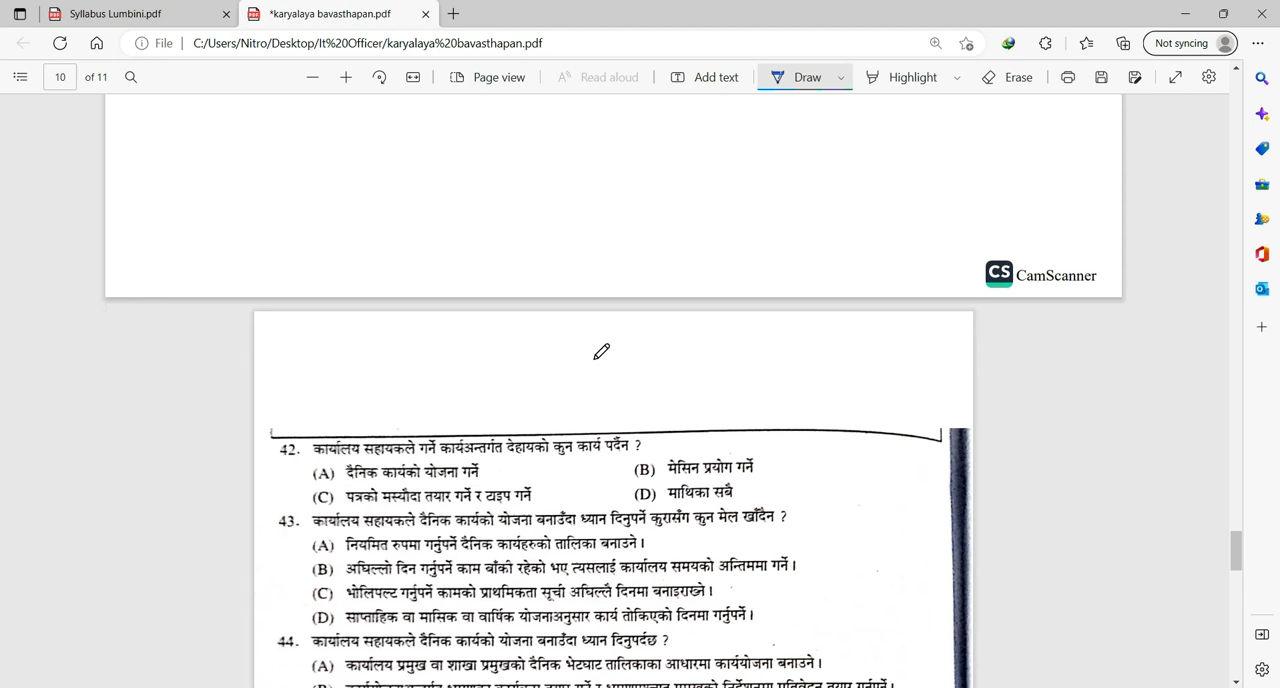 Syllabus Lumbini.pdf
*karyalaya bavasthapan.pdf
File
C:/Users/Nitro/Desktop/It%20Officer/karyalaya%20bavasthapan.pdf
Not syncing
10 of 11
Page view
Read aloud
Add text
Draw
Highlight
Erase
CS CamScanner
42. कार्यालय सहायकले गर्ने कार्यअन्तर्गत देहायको कुन कार्य पर्दैन ?
(A) दैनिक कार्यको योजना गर्ने (B) मेसिन प्रयोग गर्ने
(C) पत्रको मस्यौदा तयार गर्ने र टाइप गर्ने (D) माथिका सबै
43. कार्यालय सहायकले दैनिक कार्यको योजना बनाउँदा ध्यान दिनुपर्ने कुरासँग कुन मेल खाँदैन ?
(A) नियमित रुपमा गर्नुपर्ने दैनिक कार्यहरुको तालिका बनाउने ।
(B) अघिल्लो दिन गर्नुपर्ने काम बाँकी रहेको भए त्यसलाई कार्यालय समयको अन्तिममा गर्ने ।
(C) भोलिपल्ट गर्नुपर्ने कामको प्राथमिकता सूची अघिल्लै दिनमा बनाइराख्ने ।
(D) साप्ताहिक वा मासिक वा वार्षिक योजनाअनुसार कार्य तोकिएको दिनमा गर्नुपर्ने ।
44. कार्यालय सहायकले दैनिक कार्यको योजना बनाउँदा ध्यान दिनुपर्दछ ?
(A) कार्यालय प्रमुख वा शाखा प्रमुखको दैनिक भेटघाट तालिकाका आधारमा कार्ययोजना बनाउने ।